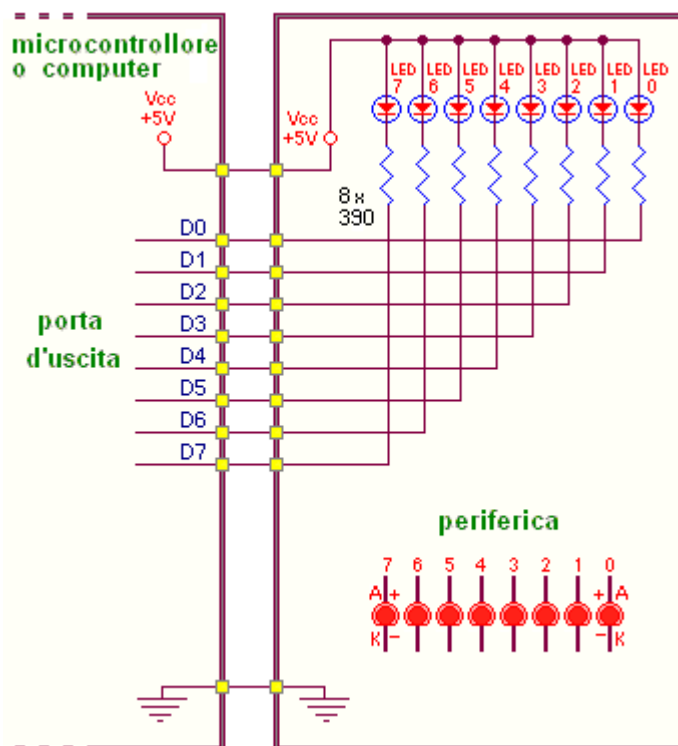 microcontrollore
o computer
Vcc
+5V
Vcc
+5V
LED
7
LED
6
LED
5
LED
4
LED
3
LED
2
LED
1
LED
0
8 x
390
D0
D1
D2
D3
D4
D5
D6
D7
porta
d'uscita
periferica
7 6 5 4 3 2 1 0
A + + A
K − − K